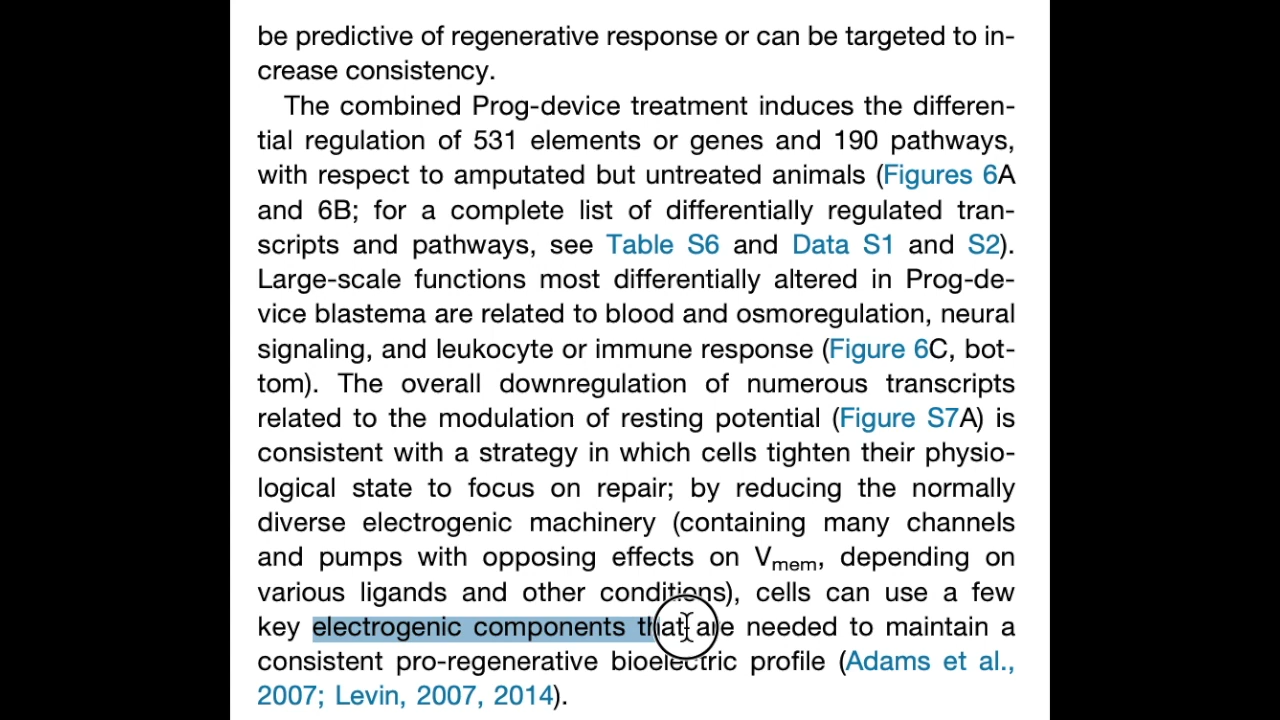 be predictive of regenerative response or can be targeted to in-
crease consistency.
The combined Prog-device treatment induces the differen-
tial regulation of 531 elements or genes and 190 pathways,
with respect to amputated but untreated animals (Figures 6A
and 6B; for a complete list of differentially regulated tran-
scripts and pathways, see Table S6 and Data S1 and S2).
Large-scale functions most differentially altered in Prog-de-
vice blastema are related to blood and osmoregulation, neural
signaling, and leukocyte or immune response (Figure 6C, bot-
tom). The overall downregulation of numerous transcripts
related to the modulation of resting potential (Figure S7A) is
consistent with a strategy in which cells tighten their physio-
logical state to focus on repair; by reducing the normally
diverse electrogenic machinery (containing many channels
and pumps with opposing effects on Vmem, depending on
various ligands and other conditions), cells can use a few
key electrogenic components that are needed to maintain a
consistent pro-regenerative bioelectric profile (Adams et al.,
2007; Levin, 2007, 2014).